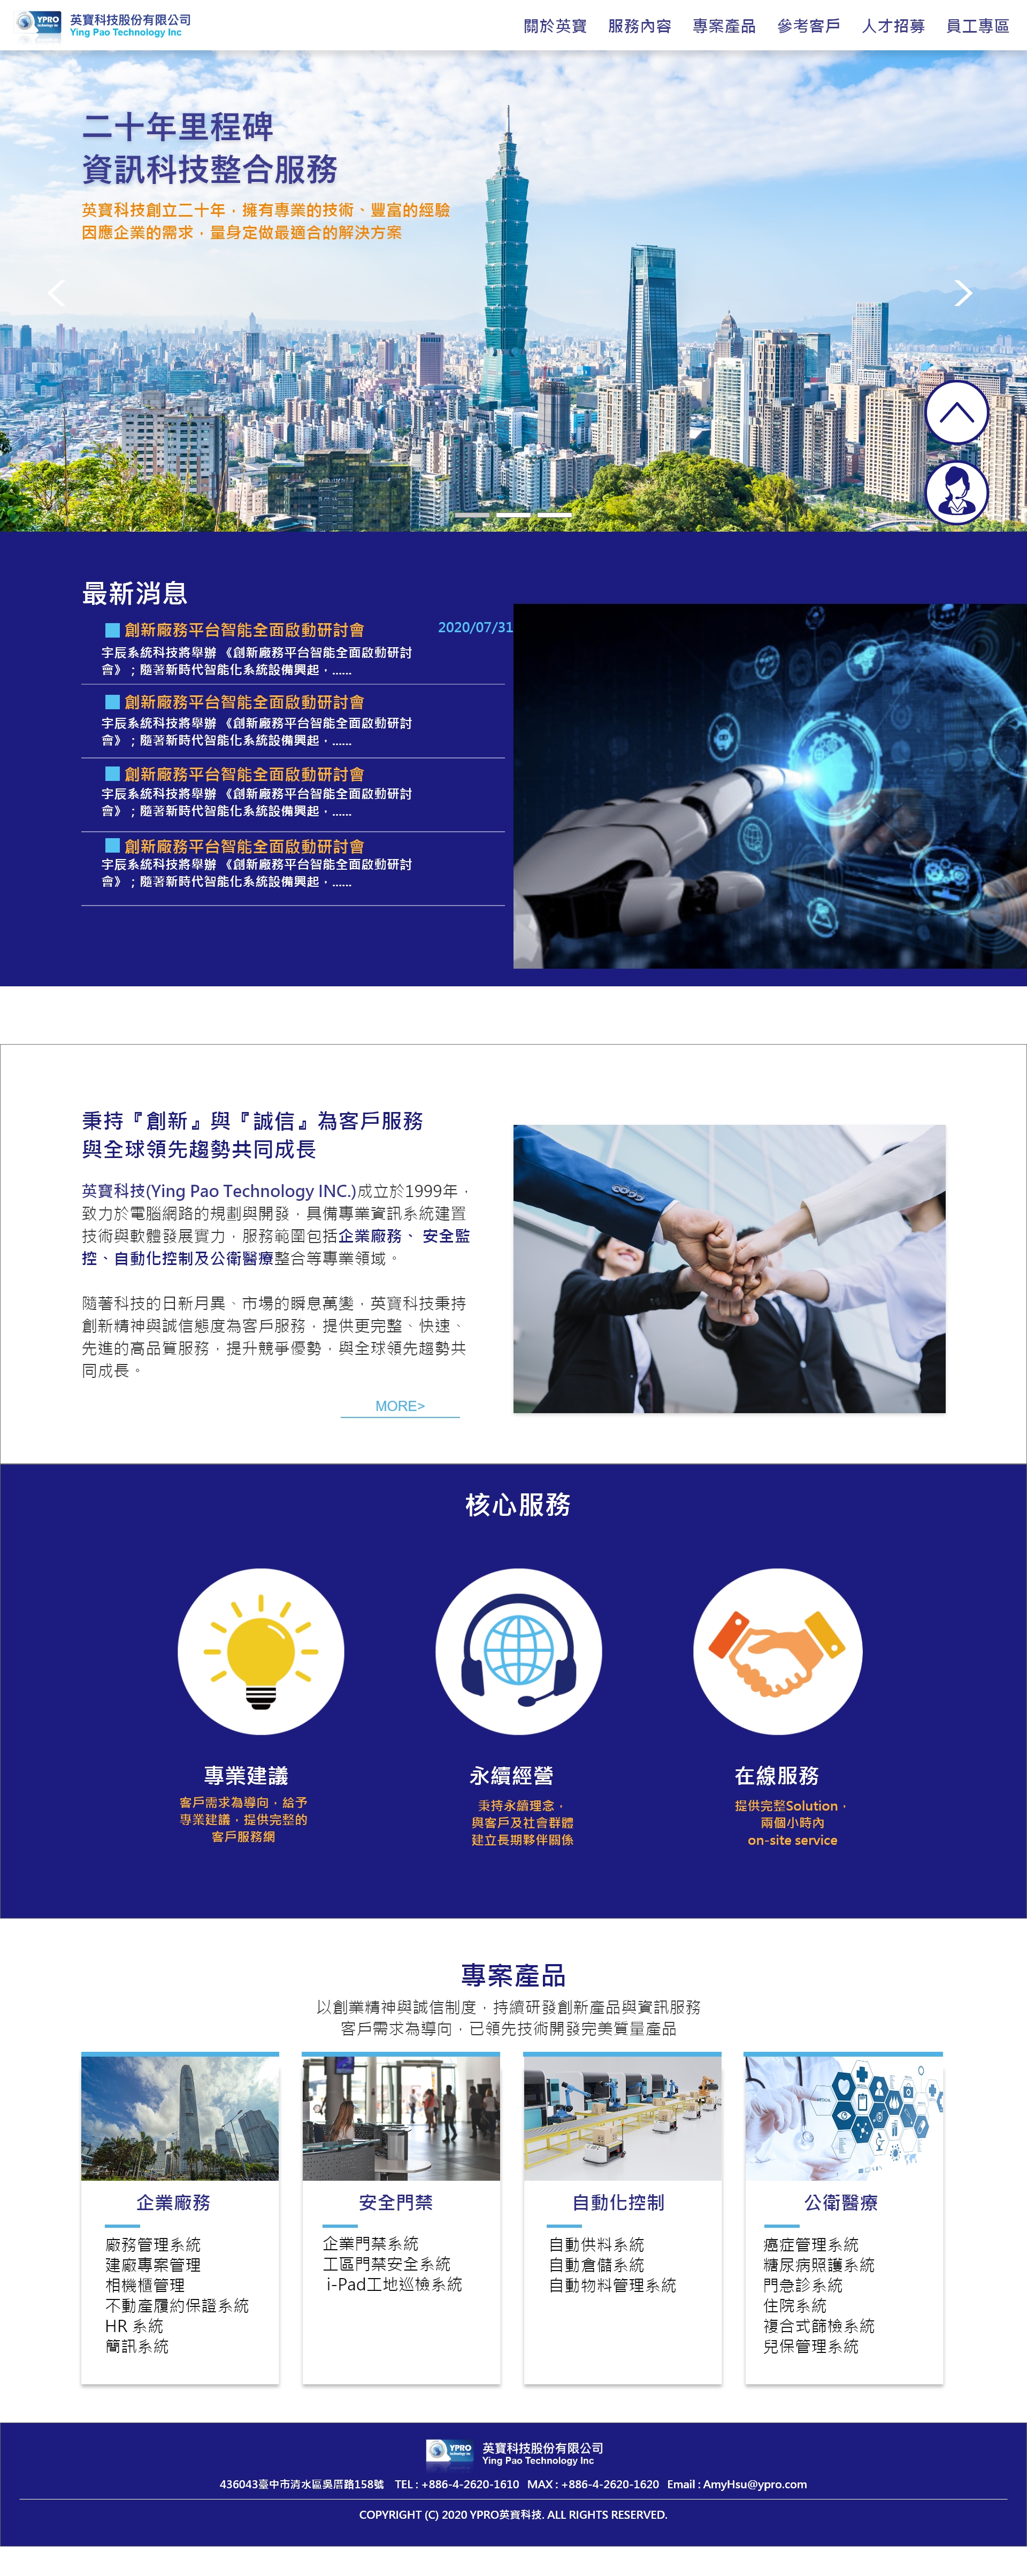 YPRO
technology inc
英寶科技股份有限公司
Ying Pao Technology Inc
關於英寶 服務內容 專案產品 參考客戶 人才招募 員工專區
二十年里程碑
資訊科技整合服務
英寶科技創立二十年，擁有專業的技術、豐富的經驗
因應企業的需求，量身定做最適合的解決方案
最新消息
創新廠務平台智能全面啟動研討會 2020/07/31
宇辰系統科技將舉辦 《創新廠務平台智能全面啟動研討
會》；隨著新時代智能化系統設備興起，......
創新廠務平台智能全面啟動研討會
宇辰系統科技將舉辦 《創新廠務平台智能全面啟動研討
會》；隨著新時代智能化系統設備興起，......
創新廠務平台智能全面啟動研討會
宇辰系統科技將舉辦 《創新廠務平台智能全面啟動研討
會》；隨著新時代智能化系統設備興起，......
創新廠務平台智能全面啟動研討會
宇辰系統科技將舉辦 《創新廠務平台智能全面啟動研討
會》；隨著新時代智能化系統設備興起，......
秉持『創新』與『誠信』為客戶服務
與全球領先趨勢共同成長
英寶科技(Ying Pao Technology INC.)成立於1999年，
致力於電腦網路的規劃與開發，具備專業資訊系統建置
技術與軟體發展實力，服務範圍包括企業廠務、 安全監
控、自動化控制及公衛醫療整合等專業領域。
隨著科技的日新月異、市場的瞬息萬變，英寶科技秉持
創新精神與誠信態度為客戶服務，提供更完整、快速、
先進的高品質服務，提升競爭優勢，與全球領先趨勢共
同成長。
MORE>
核心服務
專業建議
客戶需求為導向，給予
專業建議，提供完整的
客戶服務網
永續經營
秉持永續理念，
與客戶及社會群體
建立長期夥伴關係
在線服務
提供完整Solution，
兩個小時內
on-site service
專案產品
以創業精神與誠信制度，持續研發創新產品與資訊服務
客戶需求為導向，已領先技術開發完美質量產品
企業廠務
廠務管理系統
建廠專案管理
相機櫃管理
不動產履約保證系統
HR 系統
簡訊系統
安全門禁
企業門禁系統
工區門禁安全系統
i-Pad工地巡檢系統
自動化控制
自動供料系統
自動倉儲系統
自動物料管理系統
公衛醫療
癌症管理系統
糖尿病照護系統
門急診系統
住院系統
複合式篩檢系統
兒保管理系統
YPRO
technology inc
英寶科技股份有限公司
Ying Pao Technology Inc
436043臺中市清水區吳厝路158號 TEL : +886-4-2620-1610 MAX : +886-4-2620-1620 Email : AmyHsu@ypro.com
COPYRIGHT (C) 2020 YPRO英寶科技. ALL RIGHTS RESERVED.